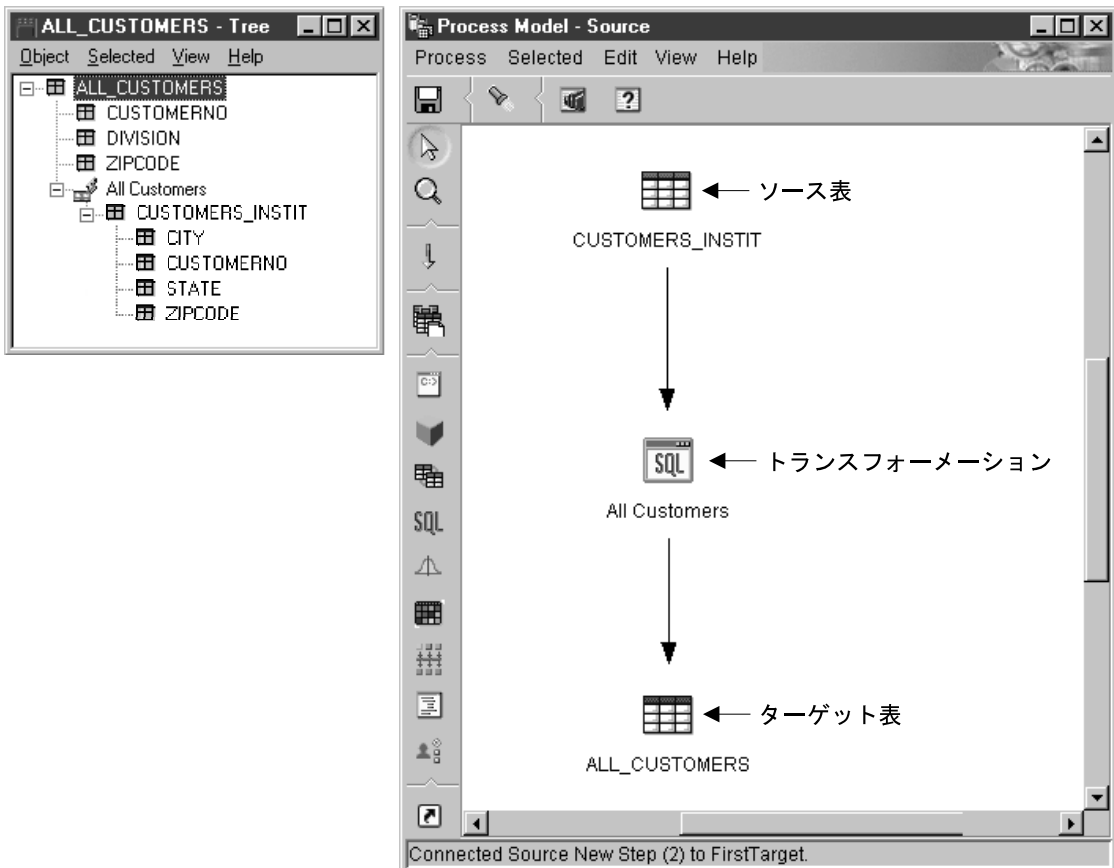 ALL_CUSTOMERS - Tree
Object Selected View Help
ALL_CUSTOMERS
CUSTOMERNO
DIVISION
ZIPCODE
All Customers
CUSTOMERS_INSTIT
CITY
CUSTOMERNO
STATE
ZIPCODE
Process Model - Source
Process Selected Edit View Help
?
C:>
SQL
ソース表
CUSTOMERS_INSTIT
SQL
トランスフォーメーション
All Customers
ターゲット表
ALL_CUSTOMERS
Connected Source New Step (2) to FirstTarget.